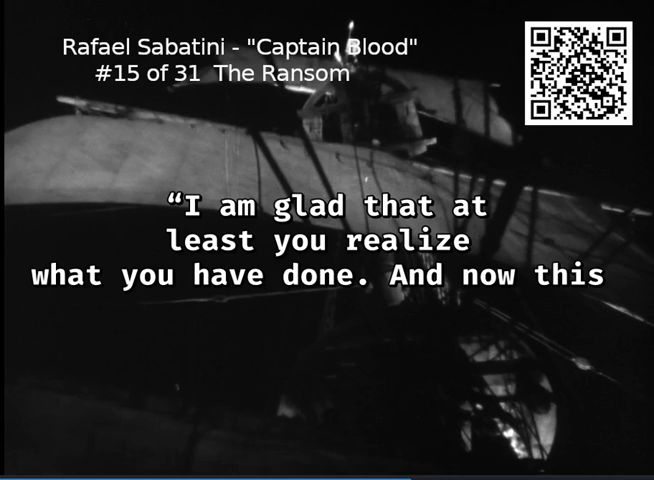 Rafael Sabatini - "Captain Blood"
#15 of 31  The Ransom
“I am glad that at
least you realize
what you have done. And now this